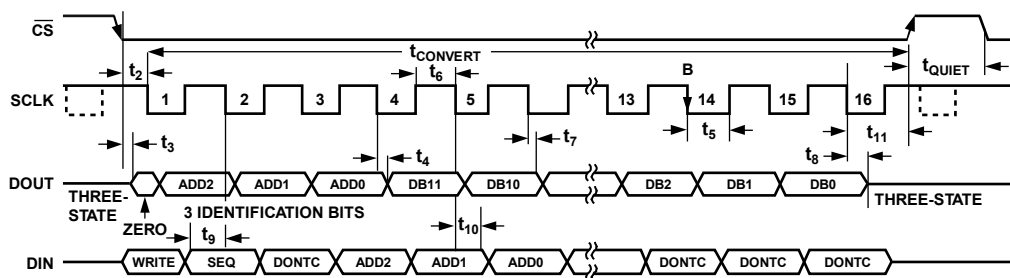 CS
tCONVERT
t2
t6
B
tQUIET
SCLK
1 2 3 4 5 13 14 15 16
t5
t7
t11
t3
t4
t8
DOUT
ADD2 ADD1 ADD0 DB11 DB10 DB2 DB1 DB0
THREE-STATE
THREE-STATE
ZERO
3 IDENTIFICATION BITS
t9
t10
DIN
WRITE SEQ DONTC ADD2 ADD1 ADD0 DONTC DONTC DONTC